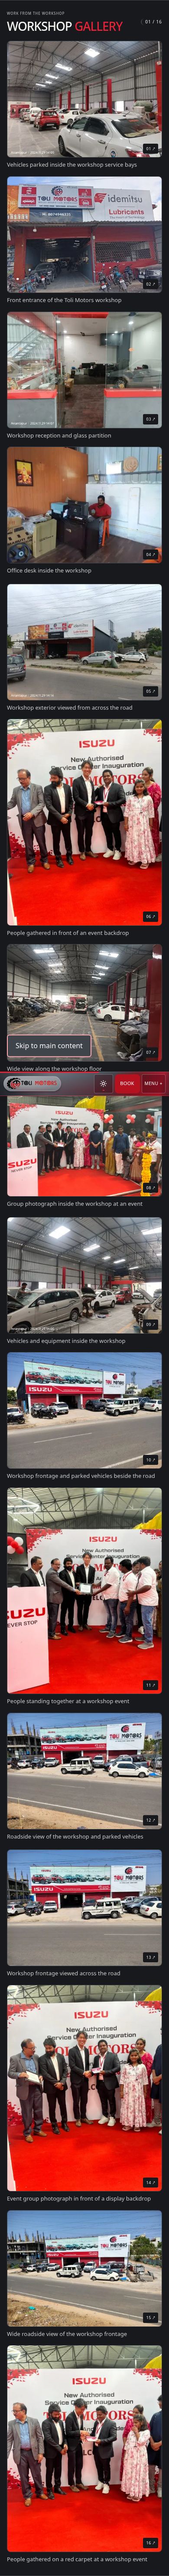 WORK FROM THE WORKSHOP
WORKSHOP GALLERY
01 / 16
01 ↗
Vehicles parked inside the workshop service bays
TOLI MOTORS
idemitsu
Lubricants
02 ↗
Front entrance of the Toli Motors workshop
03 ↗
Workshop reception and glass partition
04 ↗
Office desk inside the workshop
05 ↗
Workshop exterior viewed from across the road
ISUZU
New Authorised
Service Center Inauguration
06 ↗
People gathered in front of an event backdrop
07 ↗
Skip to main content
Wide view along the workshop floor
TOLI MOTORS
BOOK
MENU +
ISUZU
08 ↗
Group photograph inside the workshop at an event
09 ↗
Vehicles and equipment inside the workshop
ISUZU
TOLI MOTORS
10 ↗
Workshop frontage and parked vehicles beside the road
ISUZU
New Authorised
EVER STOP
11 ↗
People standing together at a workshop event
ISUZU
TOLI MOTORS
12 ↗
Roadside view of the workshop and parked vehicles
ISUZU
TOLI MOTORS
13 ↗
Workshop frontage viewed across the road
ISUZU
New Authorised
Service Center Inauguration
14 ↗
Event group photograph in front of a display backdrop
15 ↗
Wide roadside view of the workshop frontage
ISUZU
New Authorised
Service Center Inauguration
16 ↗
People gathered on a red carpet at a workshop event